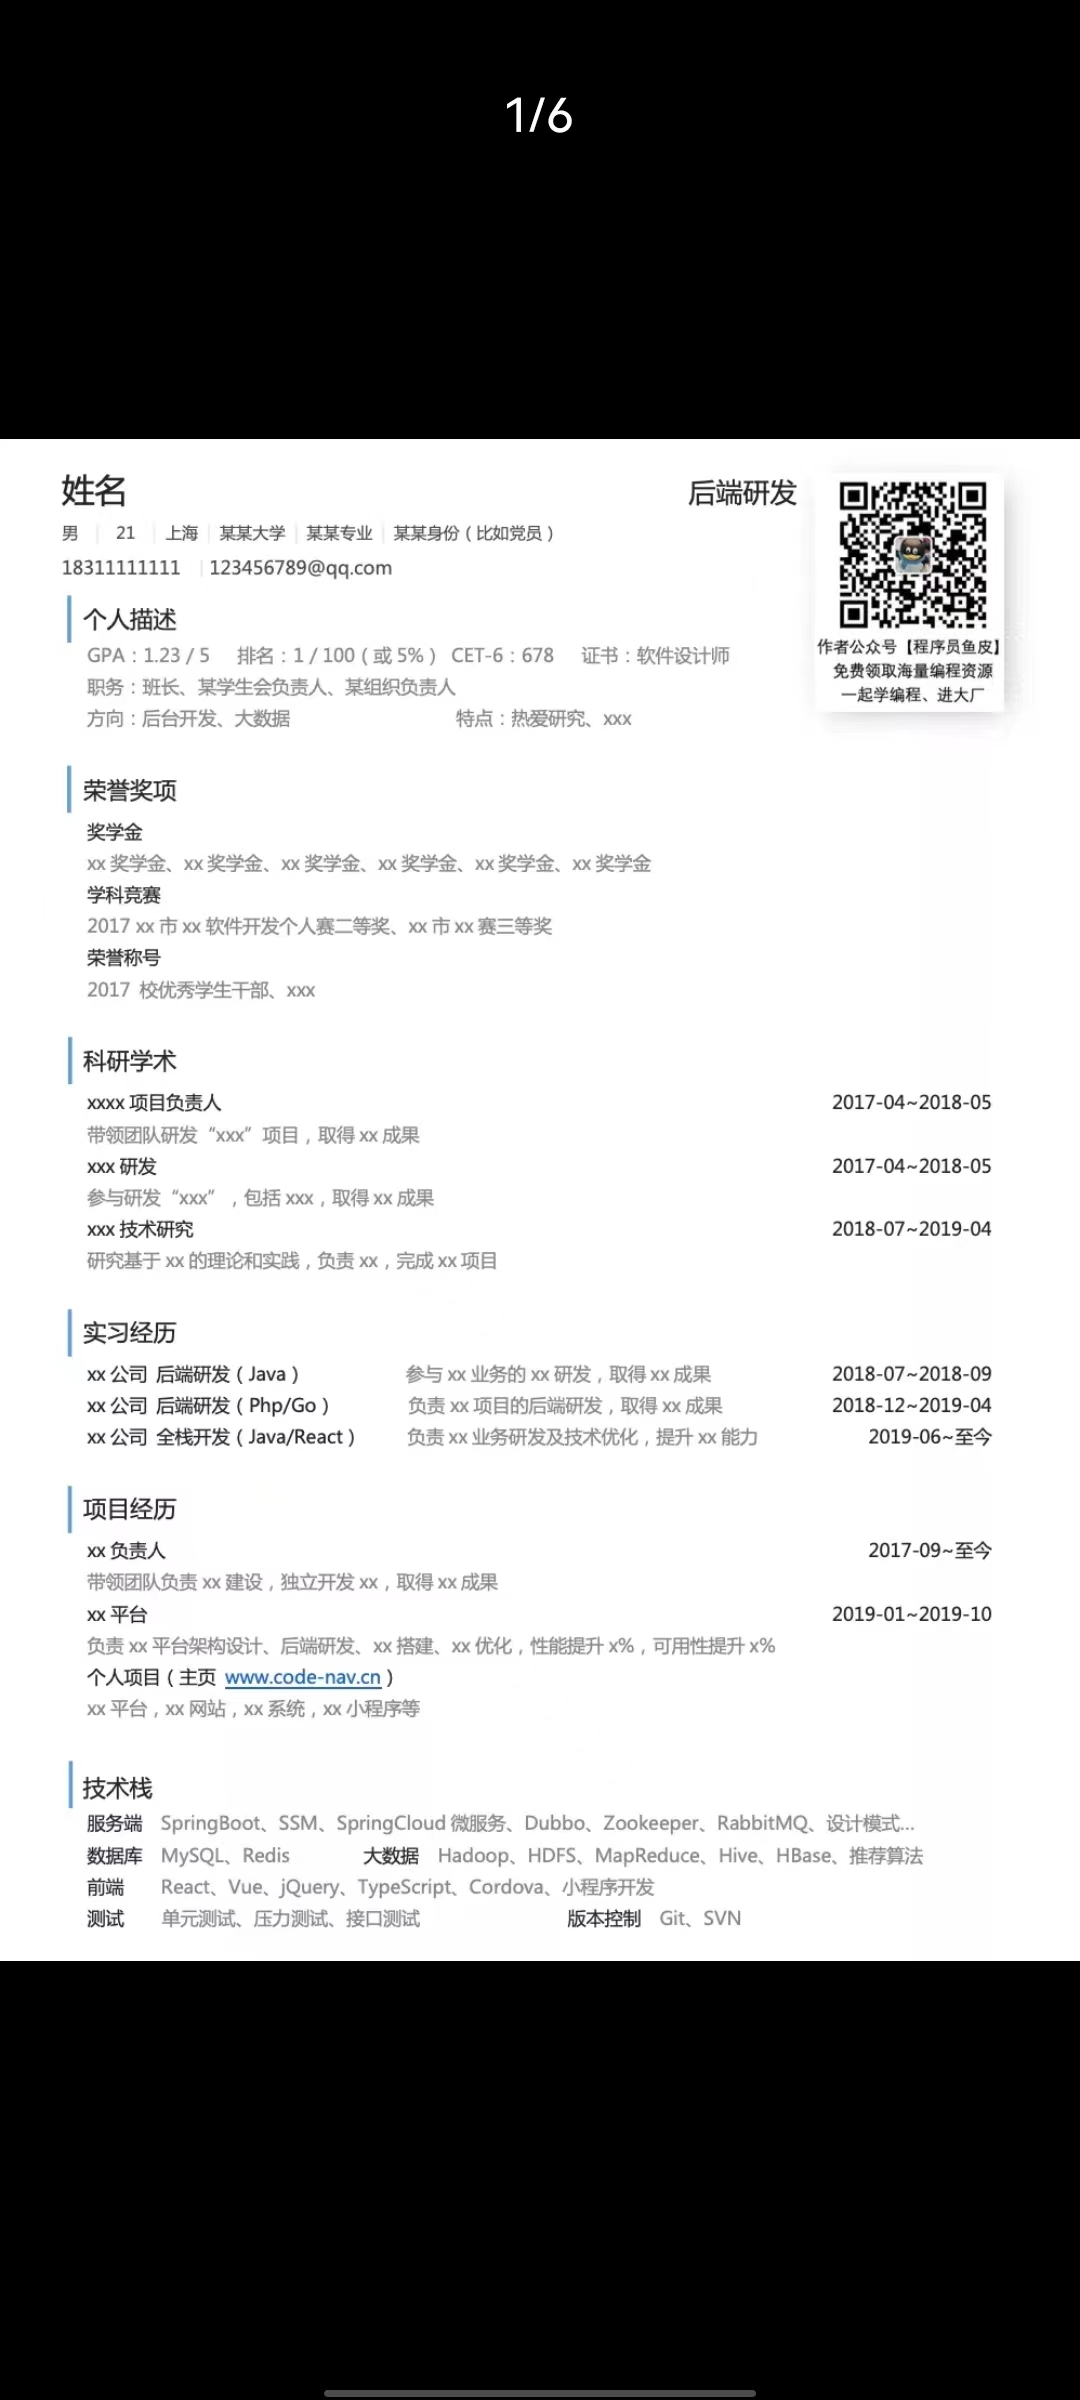 1/6
姓名
后端研发
男 21 上海 某某大学 某某专业 某某身份（比如党员）
18311111111 123456789@qq.com
作者公众号【程序员鱼皮】
免费领取海量编程资源
一起学编程、进大厂
个人描述
GPA：1.23 / 5 排名：1 / 100（或 5%） CET-6：678 证书：软件设计师
职务：班长、某学生会负责人、某组织负责人
方向：后台开发、大数据 特点：热爱研究、xxx
荣誉奖项
奖学金
xx 奖学金、xx 奖学金、xx 奖学金、xx 奖学金、xx 奖学金、xx 奖学金
学科竞赛
2017 xx 市 xx 软件开发个人赛二等奖、xx 市 xx 赛三等奖
荣誉称号
2017 校优秀学生干部、xxx
科研学术
xxxx 项目负责人 2017-04~2018-05
带领团队研发“xxx”项目，取得 xx 成果
xxx 研发 2017-04~2018-05
参与研发“xxx”，包括 xxx，取得 xx 成果
xxx 技术研究 2018-07~2019-04
研究基于 xx 的理论和实践，负责 xx，完成 xx 项目
实习经历
xx 公司 后端研发（Java） 参与 xx 业务的 xx 研发，取得 xx 成果 2018-07~2018-09
xx 公司 后端研发（Php/Go） 负责 xx 项目的后端研发，取得 xx 成果 2018-12~2019-04
xx 公司 全栈开发（Java/React） 负责 xx 业务研发及技术优化，提升 xx 能力 2019-06~至今
项目经历
xx 负责人 2017-09~至今
带领团队负责 xx 建设，独立开发 xx，取得 xx 成果
xx 平台 2019-01~2019-10
负责 xx 平台架构设计、后端研发、xx 搭建、xx 优化，性能提升 x%，可用性提升 x%
个人项目（主页 www.code-nav.cn）
xx 平台，xx 网站，xx 系统，xx 小程序等
技术栈
服务端 SpringBoot、SSM、SpringCloud 微服务、Dubbo、Zookeeper、RabbitMQ、设计模式...
数据库 MySQL、Redis 大数据 Hadoop、HDFS、MapReduce、Hive、HBase、推荐算法
前端 React、Vue、jQuery、TypeScript、Cordova、小程序开发
测试 单元测试、压力测试、接口测试 版本控制 Git、SVN